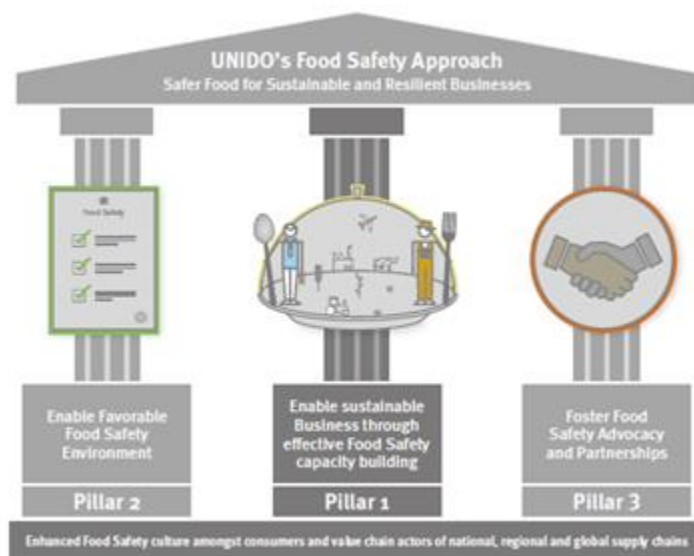 UNIDO's Food Safety Approach
Safer Food for Sustainable and Resilient Businesses
Food Safety
Enable Favorable
Food Safety
Environment
Pillar 2
Enable sustainable
Business through
effective Food Safety
capacity building
Pillar 1
Foster Food
Safety Advocacy
and Partnerships
Pillar 3
Enhanced Food Safety culture amongst consumers and value chain actors of national, regional and global supply chains